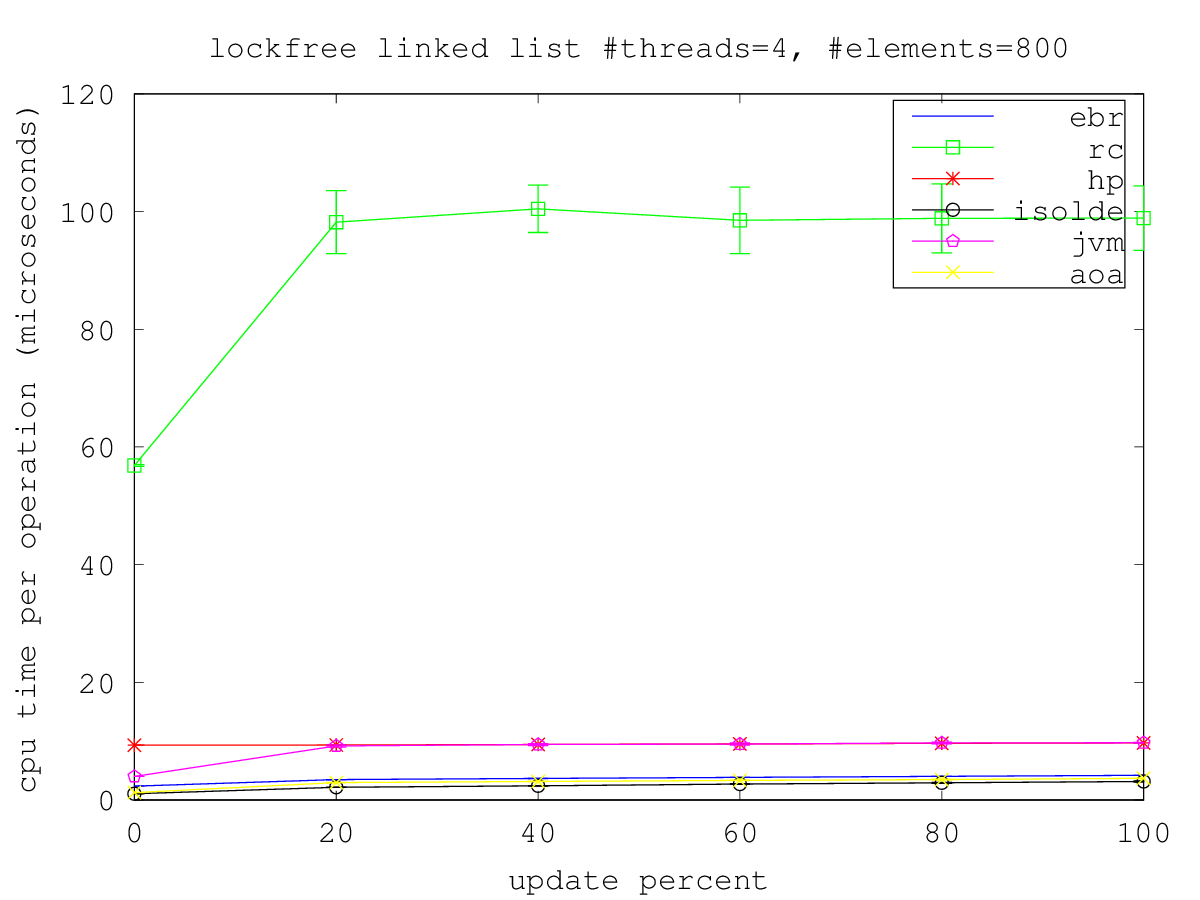 lockfree linked list #threads=4, #elements=800
cpu time per operation (microseconds)
120
100
80
60
40
20
0
ebr
rc
hp
isolde
jvm
aoa
0 20 40 60 80 100
update percent